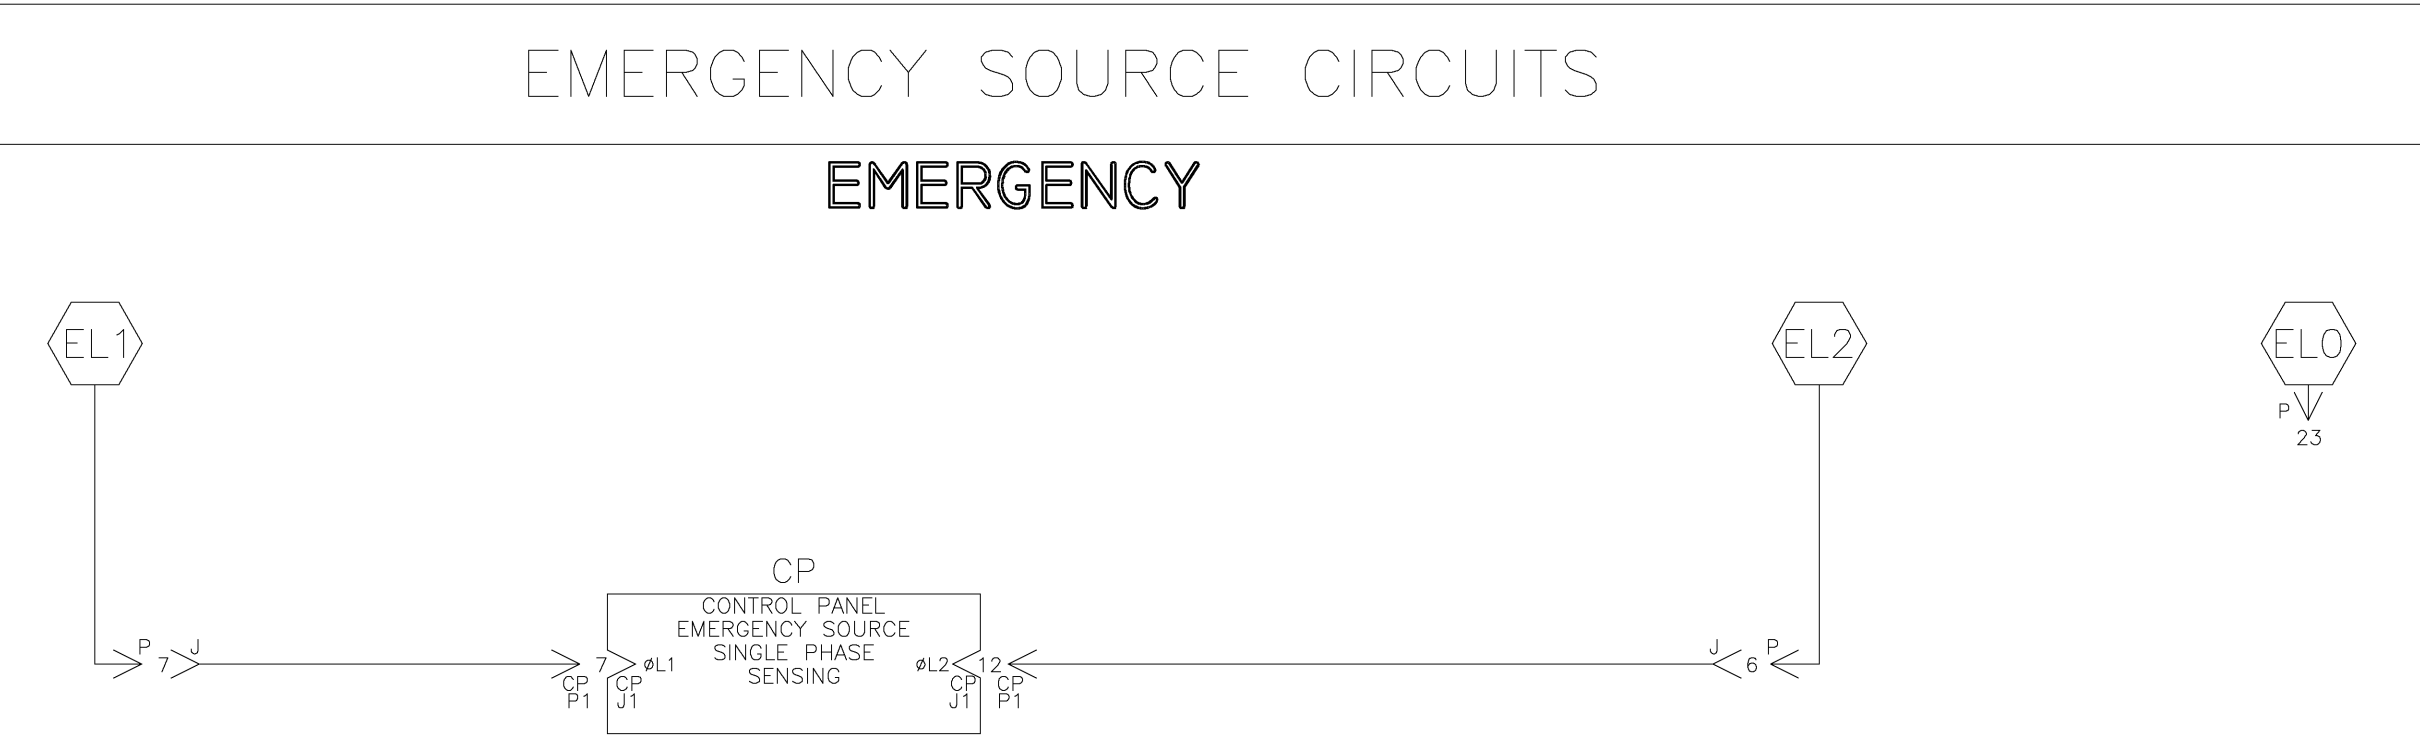 EMERGENCY SOURCE CIRCUITS
EMERGENCY
EL1
EL2
EL0
P
23
CP
CONTROL PANEL
EMERGENCY SOURCE
SINGLE PHASE
SENSING
P 7 J
7 øL1
øL2 12
J 6 P
CP P1
CP J1
CP J1
CP P1